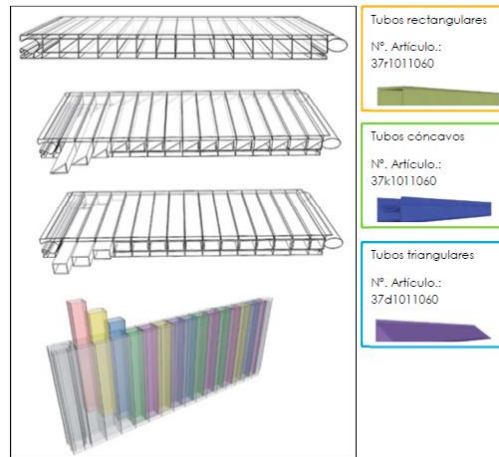 Tubos rectangulares
Nº. Artículo.:
37r1011060
Tubos cóncavos
Nº. Artículo.:
37k1011060
Tubos triangulares
Nº. Artículo.:
37d1011060